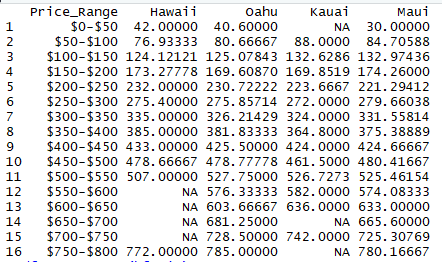 Price_Range Hawaii Oahu Kauai Maui
1 $0-$50 42.00000 40.60000 NA 30.00000
2 $50-$100 76.93333 80.66667 88.0000 84.70588
3 $100-$150 124.12121 125.07843 132.6286 132.97436
4 $150-$200 173.27778 169.60870 169.8519 174.26000
5 $200-$250 232.00000 230.72222 223.6667 221.29412
6 $250-$300 275.40000 275.85714 272.0000 279.66038
7 $300-$350 335.00000 326.21429 324.0000 331.55814
8 $350-$400 385.00000 381.83333 364.8000 375.38889
9 $400-$450 433.00000 425.50000 424.0000 424.66667
10 $450-$500 478.66667 478.77778 461.5000 480.41667
11 $500-$550 507.00000 527.75000 526.7273 525.46154
12 $550-$600 NA 576.33333 582.0000 574.08333
13 $600-$650 NA 603.66667 636.0000 633.00000
14 $650-$700 NA 681.25000 NA 665.60000
15 $700-$750 NA 728.50000 742.0000 725.30769
16 $750-$800 772.00000 785.00000 NA 780.16667